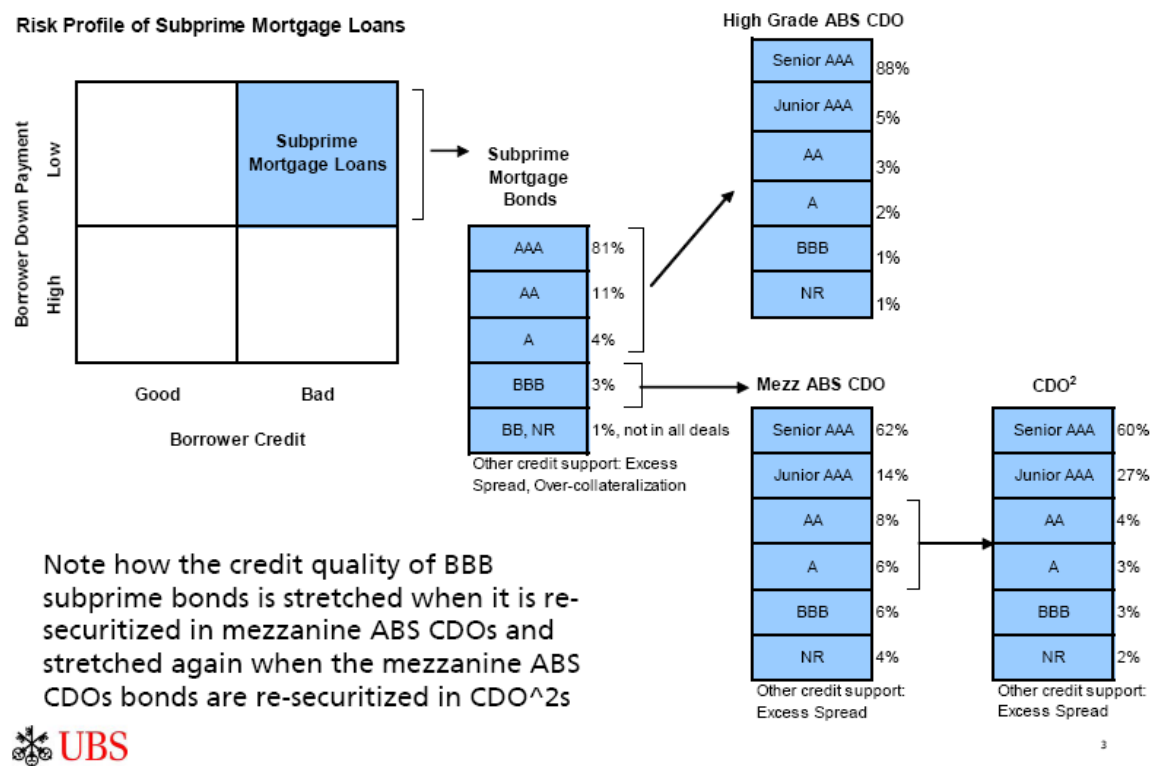 Risk Profile of Subprime Mortgage Loans
Borrower Down Payment
Low
High
Subprime
Mortgage Loans
Good
Bad
Borrower Credit
Subprime
Mortgage
Bonds
AAA 81%
AA 11%
A 4%
BBB 3%
BB, NR 1%, not in all deals
Other credit support: Excess
Spread, Over-collateralization
High Grade ABS CDO
Senior AAA 88%
Junior AAA 5%
AA 3%
A 2%
BBB 1%
NR 1%
Mezz ABS CDO
Senior AAA 62%
Junior AAA 14%
AA 8%
A 6%
BBB 6%
NR 4%
Other credit support:
Excess Spread
CDO²
Senior AAA 60%
Junior AAA 27%
AA 4%
A 3%
BBB 3%
NR 2%
Other credit support:
Excess Spread
Note how the credit quality of BBB
subprime bonds is stretched when it is re-
securitized in mezzanine ABS CDOs and
stretched again when the mezzanine ABS
CDOs bonds are re-securitized in CDO^2s
UBS
3